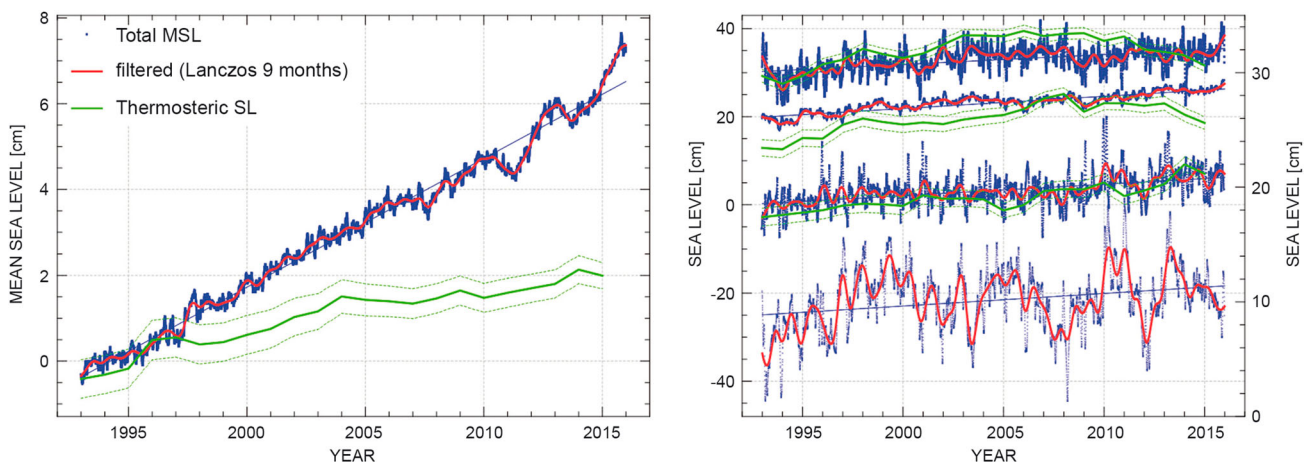 8
6
4
2
0
MEAN SEA LEVEL [cm]
Total MSL
filtered (Lanczos 9 months)
Thermosteric SL
1995 2000 2005 2010 2015
YEAR
40
20
0
-20
-40
SEA LEVEL [cm]
30
20
10
0
SEA LEVEL [cm]
1995 2000 2005 2010 2015
YEAR